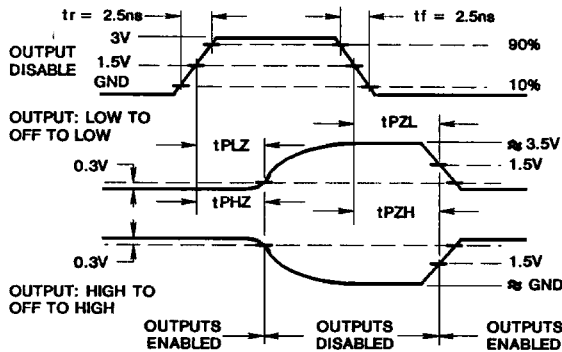 tr = 2.5ns
tf = 2.5ns
OUTPUT
DISABLE
3V
1.5V
GND
90%
10%
OUTPUT: LOW TO
OFF TO LOW
tPLZ
tPZL
≈ 3.5V
1.5V
0.3V
tPHZ
tPZH
0.3V
1.5V
≈ GND
OUTPUT: HIGH TO
OFF TO HIGH
OUTPUTS
ENABLED
OUTPUTS
DISABLED
OUTPUTS
ENABLED